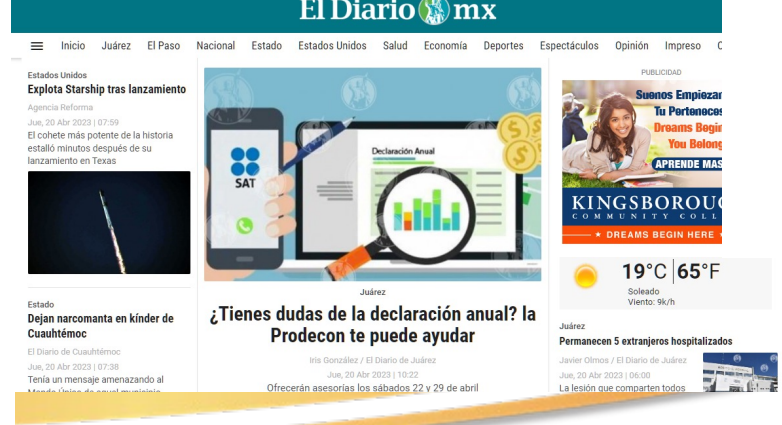 El Diario mx
Inicio Juárez El Paso Nacional Estado Estados Unidos Salud Economía Deportes Espectáculos Opinión Impreso
Estados Unidos
Explota Starship tras lanzamiento
Agencia Reforma
Jue, 20 Abr 2023 | 07:59
El cohete más potente de la historia
estalló minutos después de su
lanzamiento en Texas
Estado
Dejan narcomanta en kínder de
Cuauhtémoc
El Diario de Cuauhtémoc
Jue, 20 Abr 2023 | 07:38
Tenía un mensaje amenazando al
Mando Único de aquel municipio
SAT
Declaración Anual
Juárez
¿Tienes dudas de la declaración anual? la
Prodecon te puede ayudar
Iris González / El Diario de Juárez
Jue, 20 Abr 2023 | 10:22
Ofrecerán asesorías los sábados 22 y 29 de abril
PUBLICIDAD
Suenos Empiezan
Tu Perteneces
Dreams Begin
You Belong
APRENDE MAS
KINGSBOROUG
COMMUNITY COLL
★ DREAMS BEGIN HERE ★
19°C 65°F
Soleado
Viento: 9k/h
Juárez
Permanecen 5 extranjeros hospitalizados
Javier Olmos / El Diario de Juárez
Jue, 20 Abr 2023 | 06:00
La lesión que comparten todos